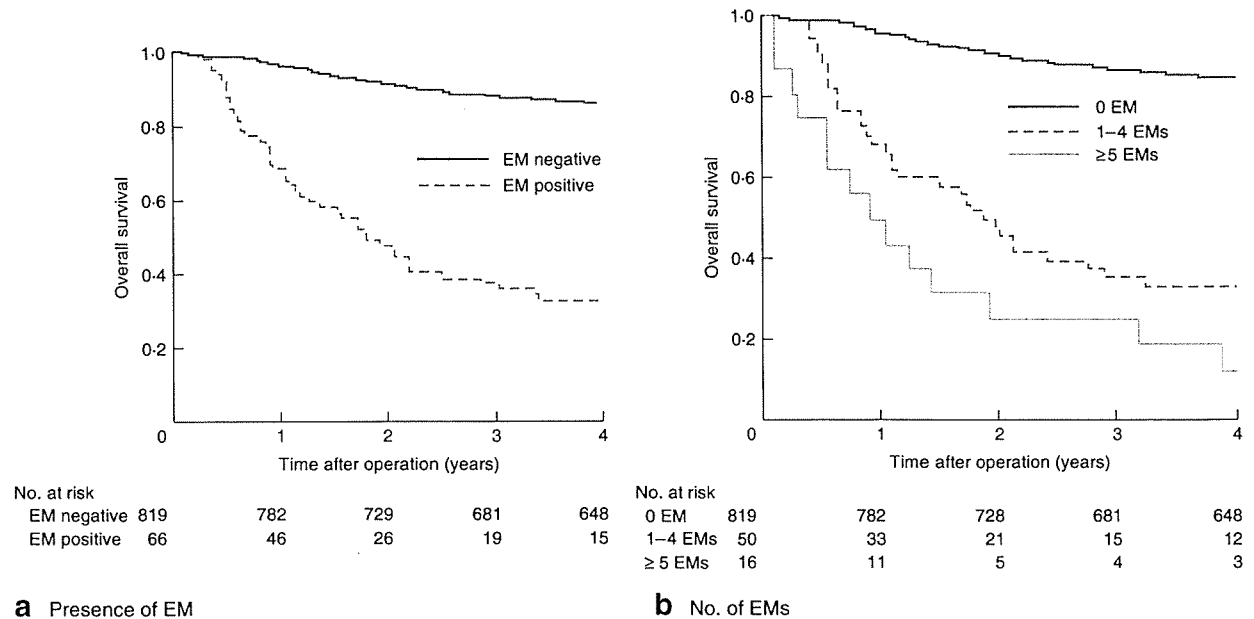 1·0
0·8
0·6
0·4
0·2
0
1
2
3
4
Overall survival
Time after operation (years)
EM negative
EM positive
No. at risk
EM negative 819 782 729 681 648
EM positive 66 46 26 19 15
a Presence of EM
1·0
0·8
0·6
0·4
0·2
0
1
2
3
4
Overall survival
Time after operation (years)
0 EM
1–4 EMs
≥5 EMs
No. at risk
0 EM 819 782 728 681 648
1–4 EMs 50 33 21 15 12
≥ 5 EMs 16 11 5 4 3
b No. of EMs